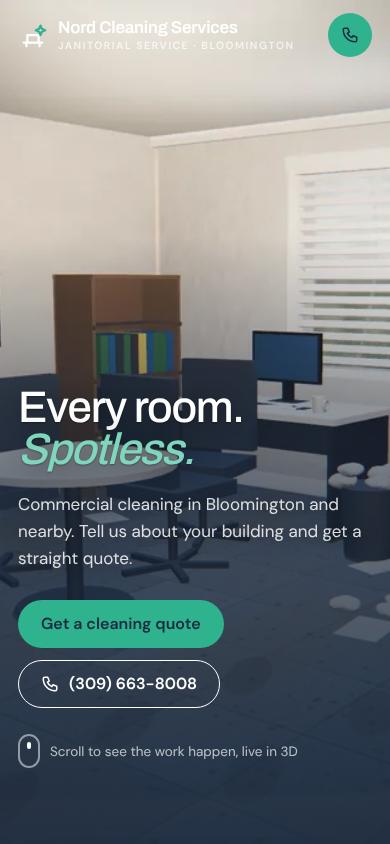 Nord Cleaning Services
JANITORIAL SERVICE · BLOOMINGTON
Every room.
Spotless.
Commercial cleaning in Bloomington and
nearby. Tell us about your building and get a
straight quote.
Get a cleaning quote
(309) 663-8008
Scroll to see the work happen, live in 3D